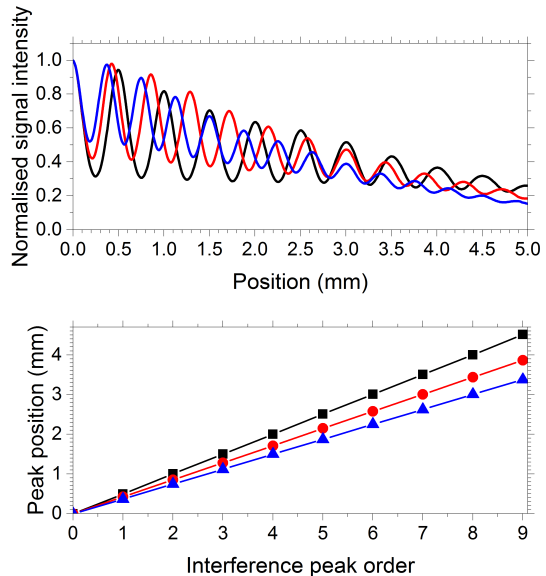 Normalised signal intensity
1.0
0.8
0.6
0.4
0.2
0.0
0.0 0.5 1.0 1.5 2.0 2.5 3.0 3.5 4.0 4.5 5.0
Position (mm)
Peak position (mm)
4
3
2
1
0
0 1 2 3 4 5 6 7 8 9
Interference peak order